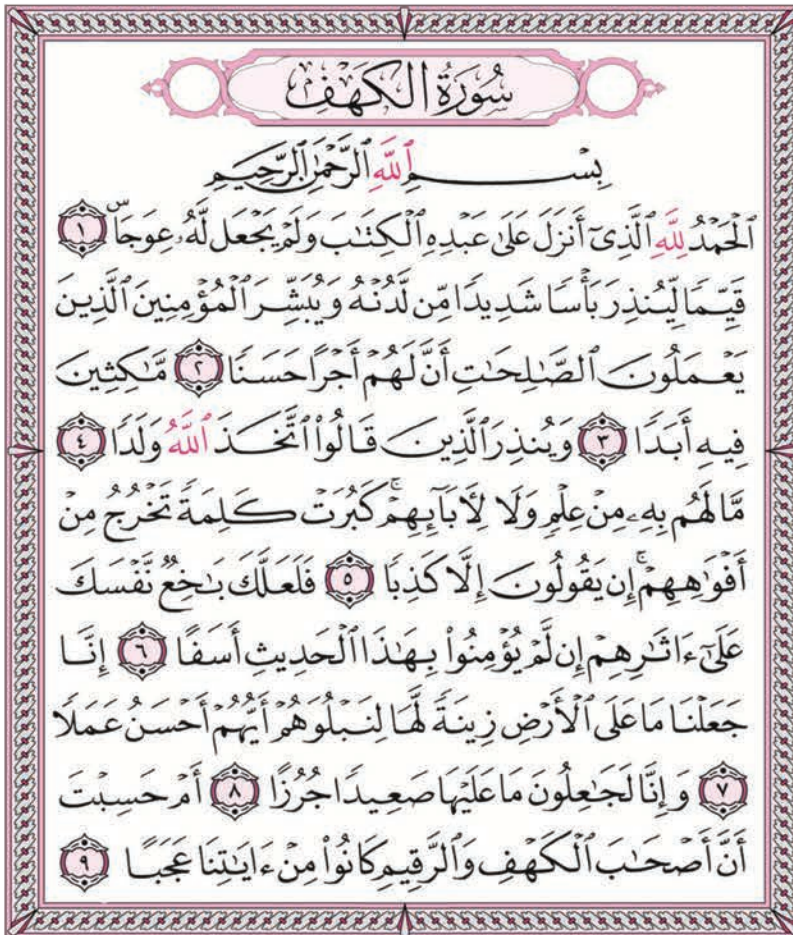 سُورَةُ الكَهۡفِ
بِسۡمِ ٱللَّهِ ٱلرَّحۡمَٰنِ ٱلرَّحِيمِ
ٱلۡحَمۡدُ لِلَّهِ ٱلَّذِيٓ أَنزَلَ عَلَىٰ عَبۡدِهِ ٱلۡكِتَٰبَ وَلَمۡ يَجۡعَل لَّهُۥ عِوَجَاۜ ١
قَيِّمٗا لِّيُنذِرَ بَأۡسٗا شَدِيدٗا مِّن لَّدُنۡهُ وَيُبَشِّرَ ٱلۡمُؤۡمِنِينَ ٱلَّذِينَ
يَعۡمَلُونَ ٱلصَّٰلِحَٰتِ أَنَّ لَهُمۡ أَجۡرًا حَسَنٗا ٢ مَّٰكِثِينَ
فِيهِ أَبَدٗا ٣ وَيُنذِرَ ٱلَّذِينَ قَالُواْ ٱتَّخَذَ ٱللَّهُ وَلَدٗا ٤
مَّا لَهُم بِهِۦ مِنۡ عِلۡمٖ وَلَا لِأٓبَآئِهِمۡۚ كَبُرَتۡ كَلِمَةٗ تَخۡرُجُ مِنۡ
أَفۡوَٰهِهِمۡۚ إِن يَقُولُونَ إِلَّا كَذِبٗا ٥ فَلَعَلَّكَ بَٰخِعٞ نَّفۡسَكَ
عَلَىٰٓ ءَاثَٰرِهِمۡ إِن لَّمۡ يُؤۡمِنُواْ بِهَٰذَا ٱلۡحَدِيثِ أَسَفًا ٦ إِنَّا
جَعَلۡنَا مَا عَلَى ٱلۡأَرۡضِ زِينَةٗ لَّهَا لِنَبۡلُوَهُمۡ أَيُّهُمۡ أَحۡسَنُ عَمَلٗا
٧ وَإِنَّا لَجَٰعِلُونَ مَا عَلَيۡهَا صَعِيدٗا جُرُزًا ٨ أَمۡ حَسِبۡتَ
أَنَّ أَصۡحَٰبَ ٱلۡكَهۡفِ وَٱلرَّقِيمِ كَانُواْ مِنۡ ءَايَٰتِنَا عَجَبًا ٩